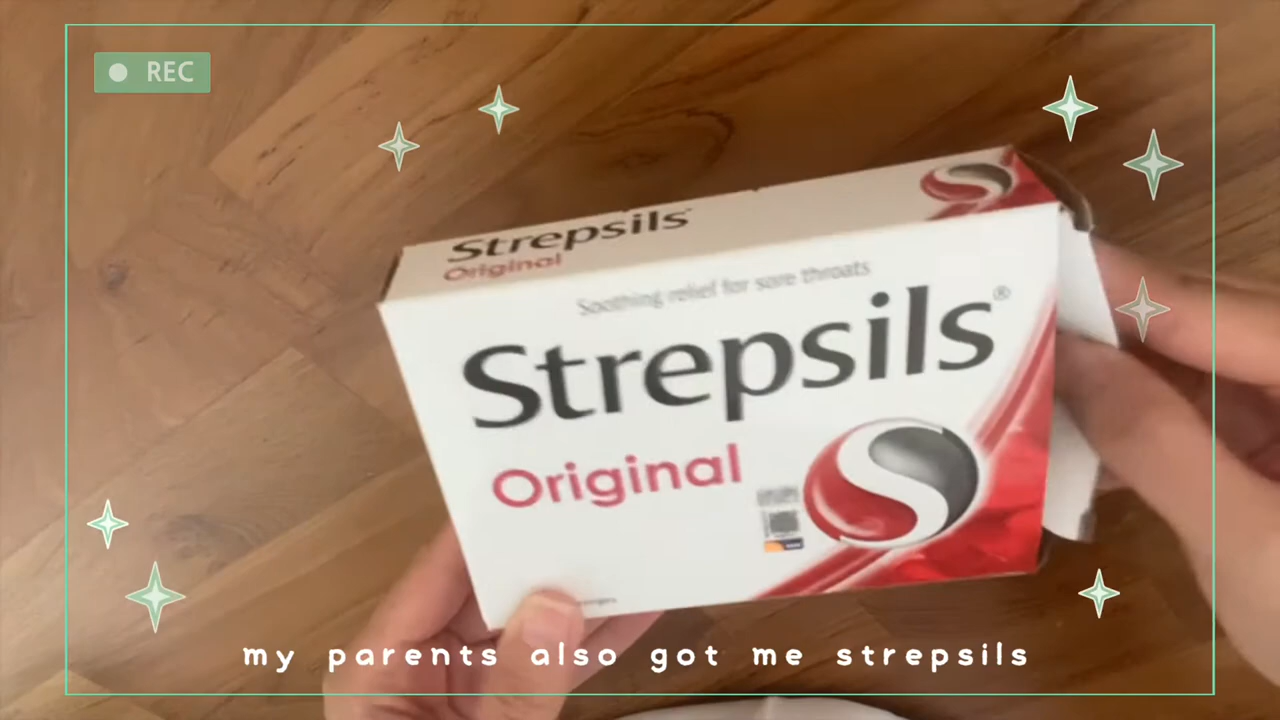 REC
Strepsils
Original
Soothing relief for sore throats
Strepsils®
Original
my parents also got me strepsils